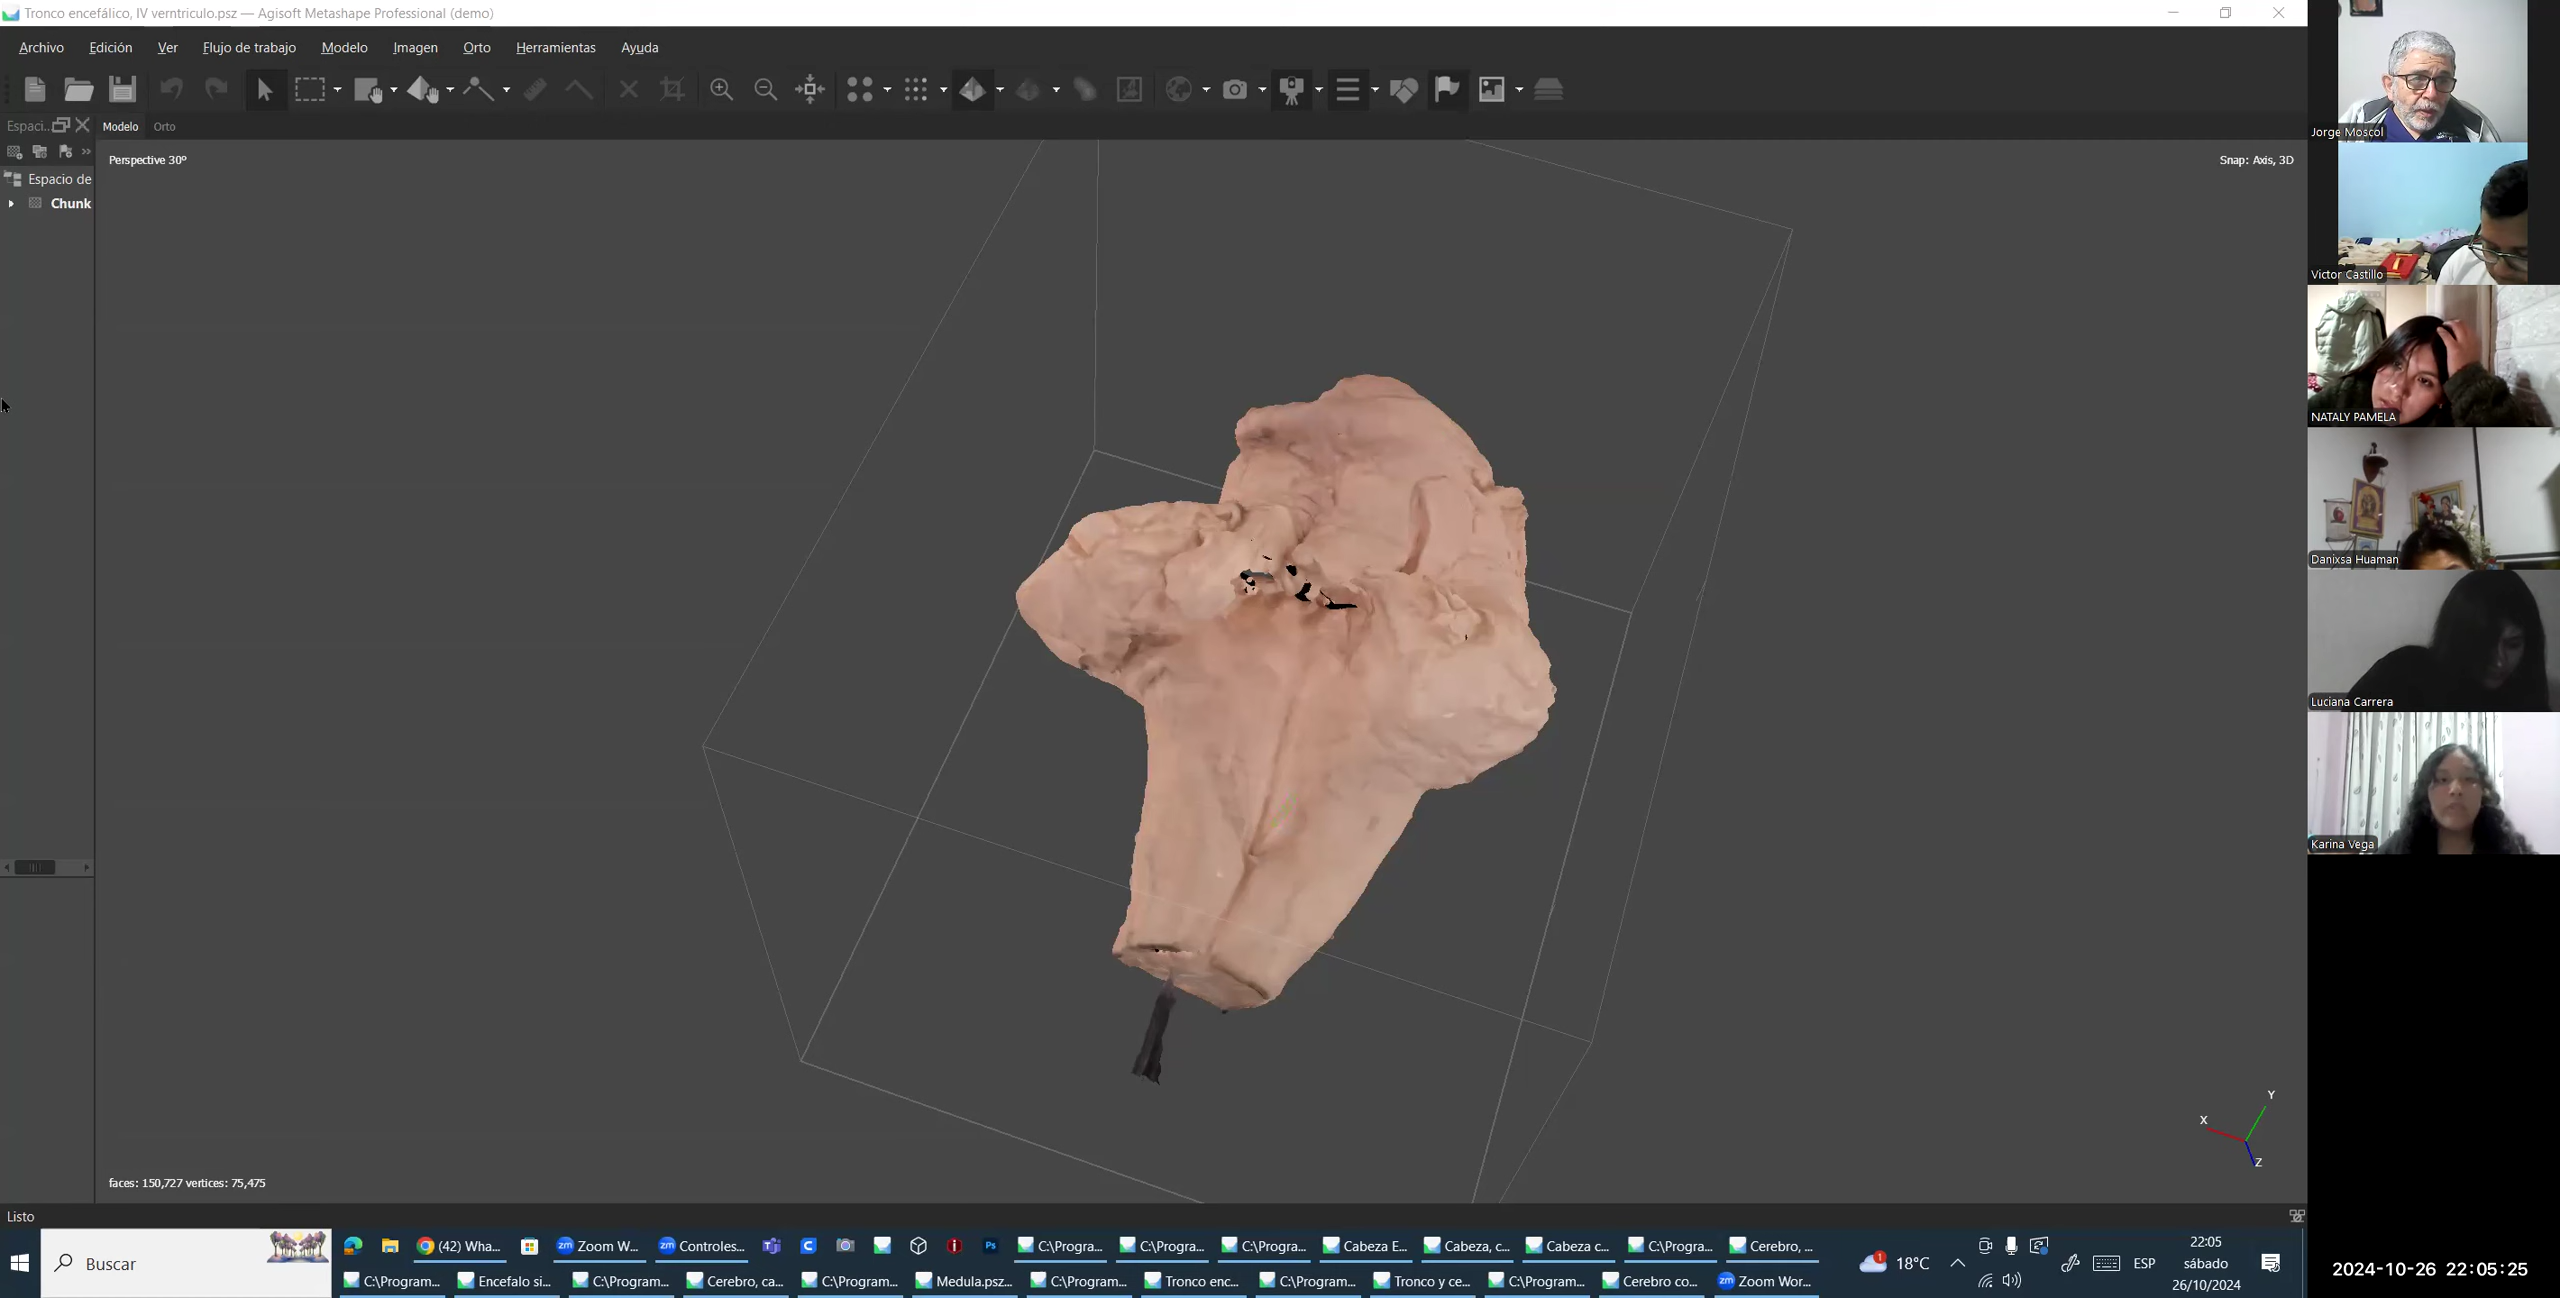 Tronco encefálico, IV verntriculo.psz — Agisoft Metashape Professional (demo)
Archivo Edición Ver Flujo de trabajo Modelo Imagen Orto Herramientas Ayuda
Espaci... Modelo Orto
Perspective 30° Snap: Axis, 3D
Espacio de
Chunk
Jorge Moscol
Victor Castillo
NATALY PAMELA
Danixsa Huaman
Luciana Carrera
Karina Vega
X Y Z
faces: 150,727 vertices: 75,475
Listo
Buscar
(42) Wha... Zoom W... Controles... C:\Progra... C:\Progra... C:\Progra... Cabeza E... Cabeza, c... Cabeza c... C:\Progra... Cerebro, ...
C:\Program... Encefalo si... C:\Program... Cerebro, ca... C:\Program... Medula.psz... C:\Program... Tronco enc... C:\Program... Tronco y ce... C:\Program... Cerebro co... Zoom Wor...
1 18°C ESP
22:05
sábado
26/10/2024
2024-10-26 22:05:25